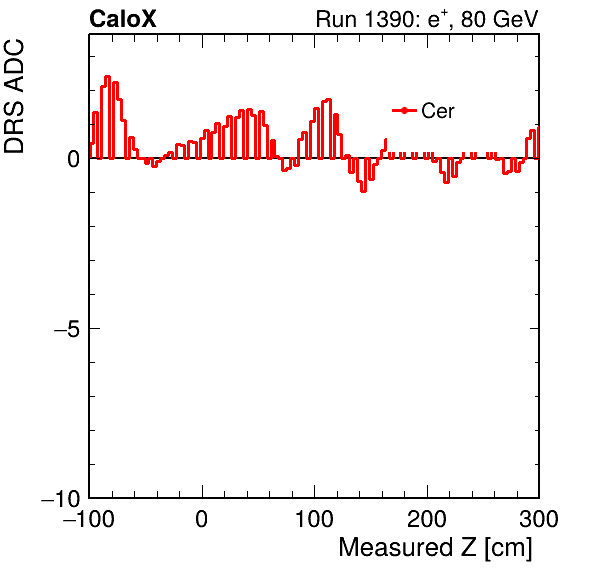 CaloX Run 1390: e⁺, 80 GeV
DRS ADC
Cer
0
−5
−10
−100 0 100 200 300
Measured Z [cm]